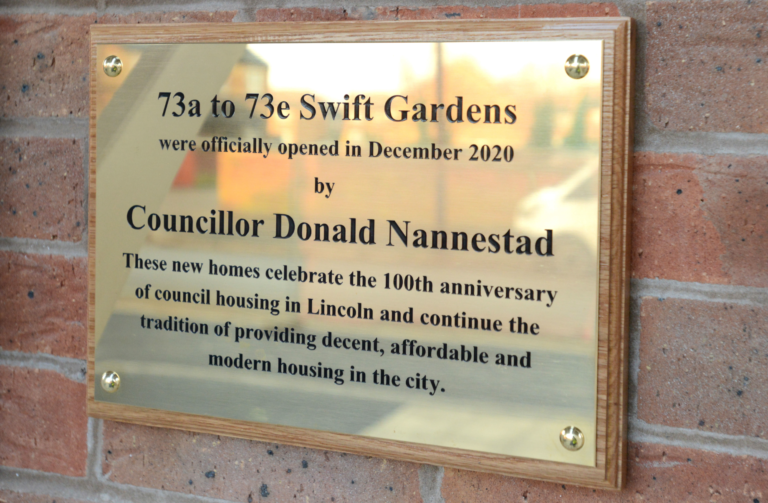 73a to 73e Swift Gardens
were officially opened in December 2020
by
Councillor Donald Nannestad
These new homes celebrate the 100th anniversary
of council housing in Lincoln and continue the
tradition of providing decent, affordable and
modern housing in the city.